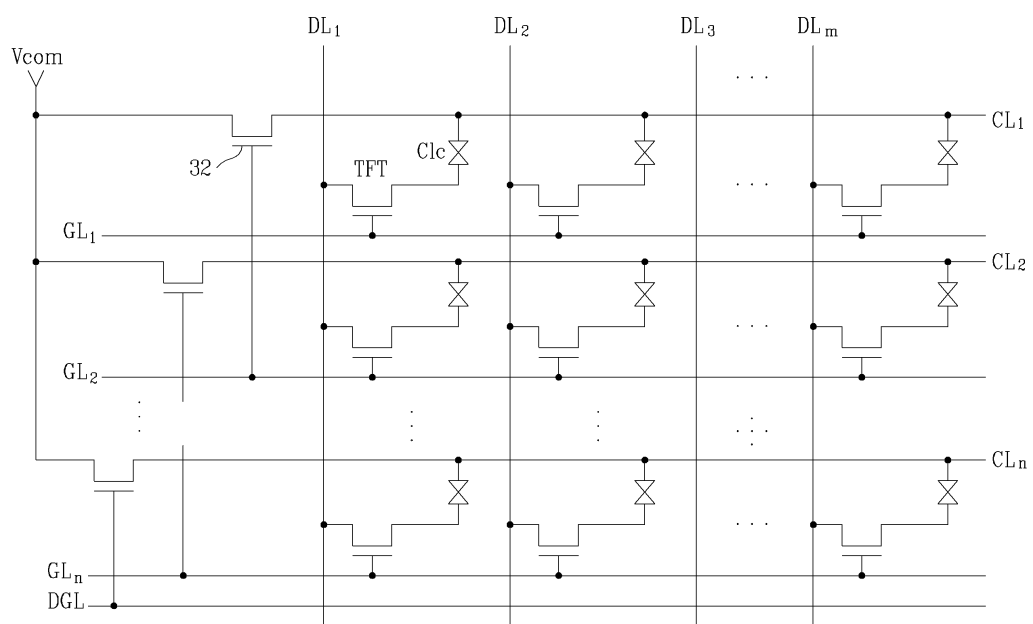 DL₁ DL₂ DL₃ DLₘ
Vcom
. . .
CL₁
Clc
32 TFT
. . .
GL₁
CL₂
. . .
GL₂
CLₙ
. . .
GLₙ
DGL